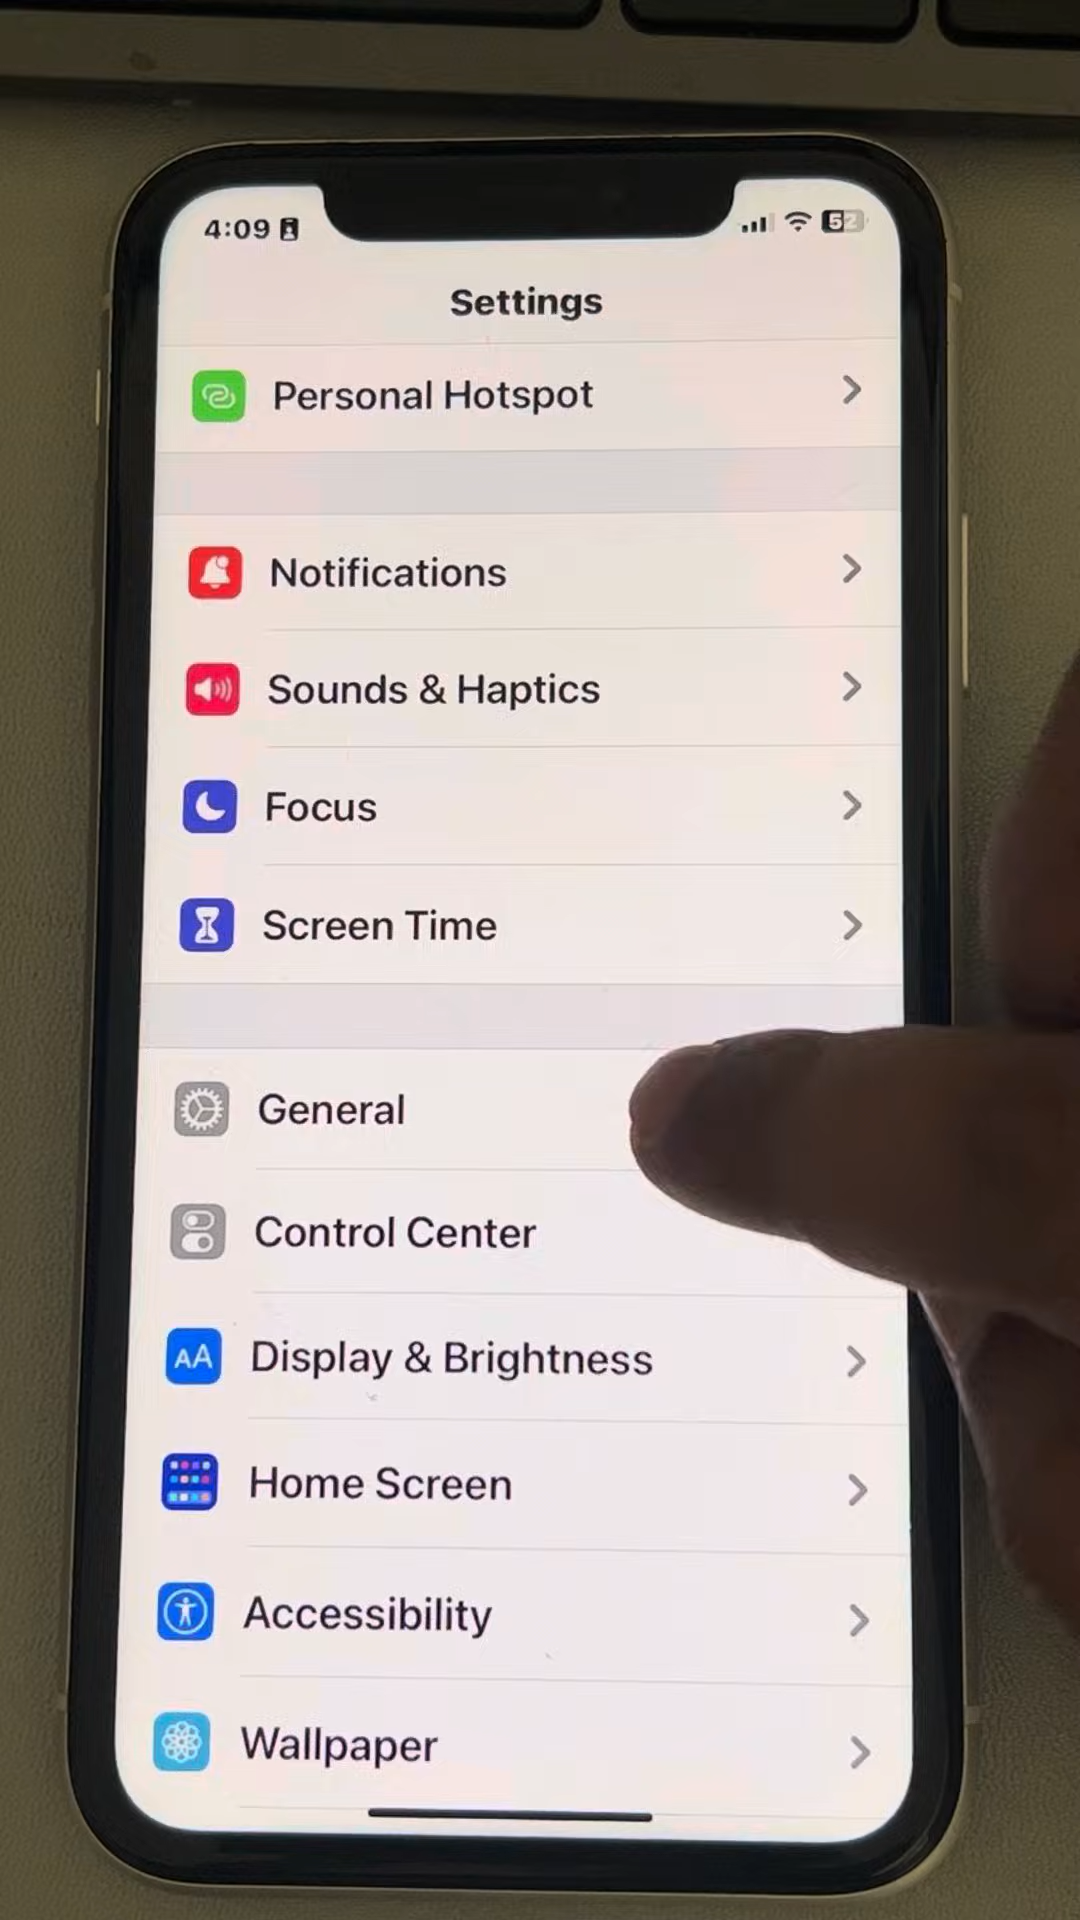 4:09
52
Settings
Personal Hotspot
Notifications
Sounds & Haptics
Focus
Screen Time
General
Control Center
AA Display & Brightness
Home Screen
Accessibility
Wallpaper